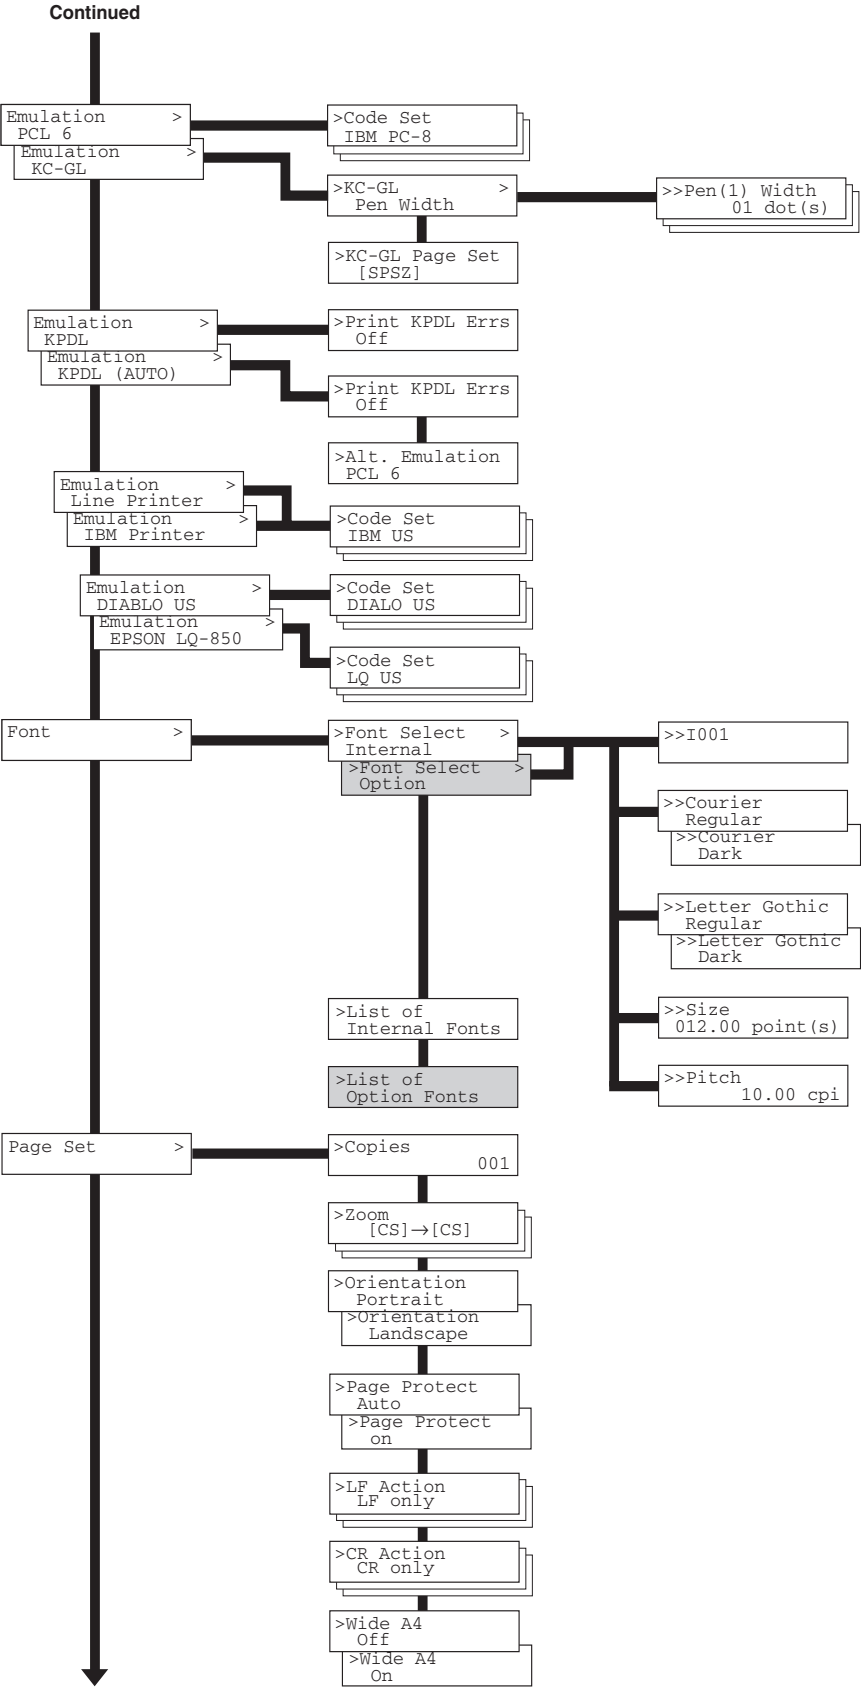 Continued
Emulation >
PCL 6
>Code Set
IBM PC-8
Emulation >
KC-GL
>KC-GL >
Pen Width
>>Pen(1) Width
01 dot(s)
>KC-GL Page Set
[SPSZ]
Emulation >
KPDL
>Print KPDL Errs
Off
Emulation >
KPDL (AUTO)
>Print KPDL Errs
Off
>Alt. Emulation
PCL 6
Emulation >
Line Printer
Emulation >
IBM Printer
>Code Set
IBM US
Emulation >
DIABLO US
>Code Set
DIALO US
Emulation >
EPSON LQ-850
>Code Set
LQ US
Font >
>Font Select >
Internal
>Font Select >
Option
>>I001
>>Courier
Regular
>>Courier
Dark
>>Letter Gothic
Regular
>>Letter Gothic
Dark
>>Size
012.00 point(s)
>>Pitch
10.00 cpi
>List of
Internal Fonts
>List of
Option Fonts
Page Set >
>Copies
001
>Zoom
[CS]→[CS]
>Orientation
Portrait
>Orientation
Landscape
>Page Protect
Auto
>Page Protect
on
>LF Action
LF only
>CR Action
CR only
>Wide A4
Off
>Wide A4
On